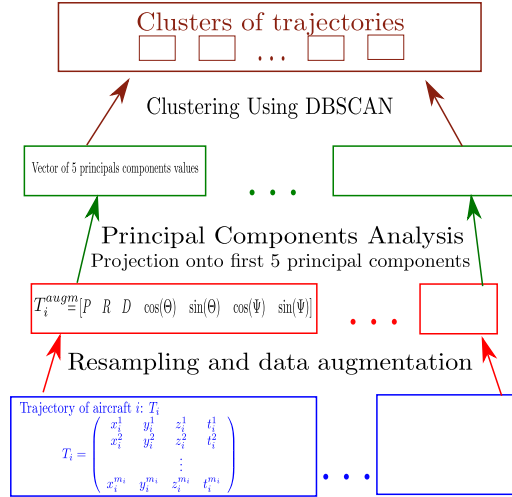 Clusters of trajectories
...
Clustering Using DBSCAN
Vector of 5 principals components values
...
Principal Components Analysis
Projection onto first 5 principal components
T_i^{augm} = [P R D cos(Θ) sin(Θ) cos(Ψ) sin(Ψ)]
...
Resampling and data augmentation
Trajectory of aircraft i: T_i
x_i^1 y_i^1 z_i^1 t_i^1
x_i^2 y_i^2 z_i^2 t_i^2
T_i =
⋮
x_i^{m_i} y_i^{m_i} z_i^{m_i} t_i^{m_i}
...